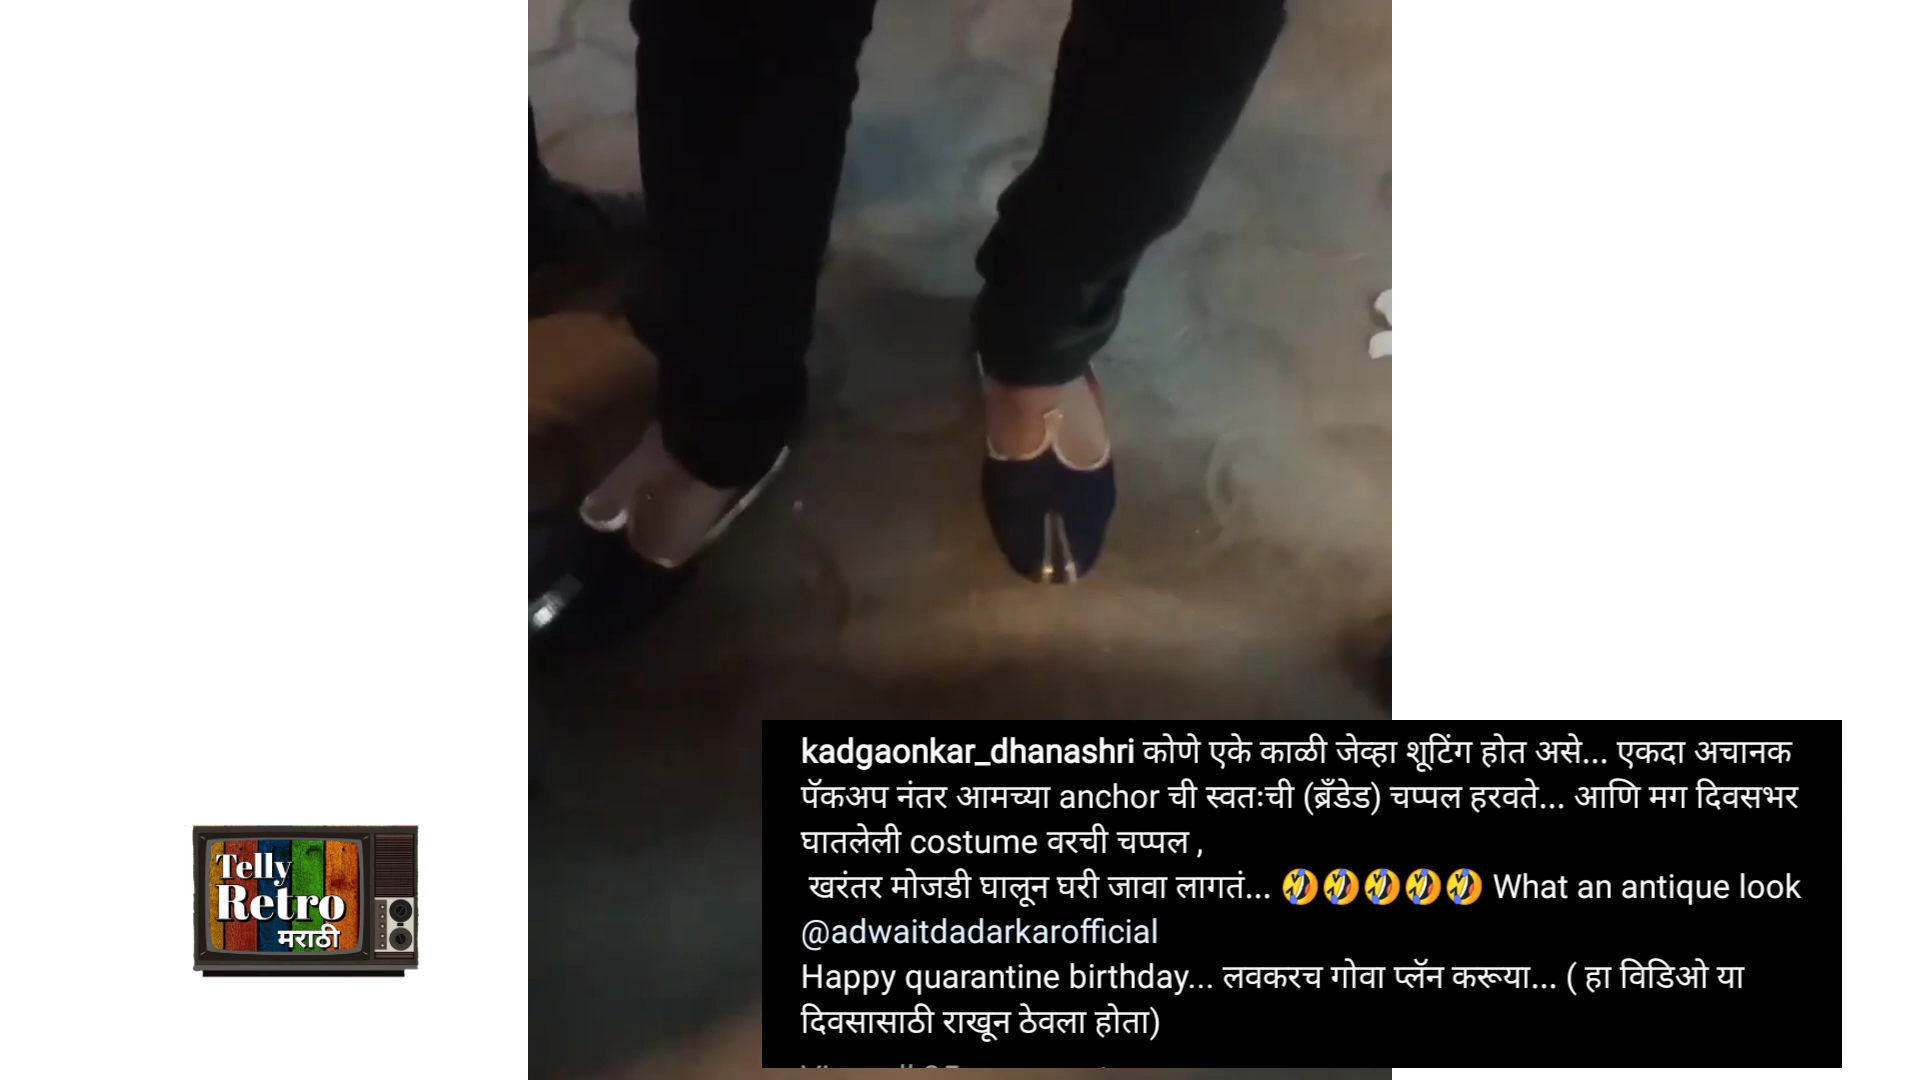 kadgaonkar_dhanashri कोणे एके काळी जेव्हा शूटिंग होत असे... एकदा अचानक
पॅकअप नंतर आमच्या anchor ची स्वतःची (ब्रँडेड) चप्पल हरवते... आणि मग दिवसभर
घातलेली costume वरची चप्पल ,
खरंतर मोजडी घालून घरी जावा लागतं... 🤣🤣🤣🤣🤣 What an antique look
@adwaitdadarkarofficial
Happy quarantine birthday... लवकरच गोवा प्लॅन करूया... ( हा विडिओ या
दिवसासाठी राखून ठेवला होता)
Telly
Retro
मराठी